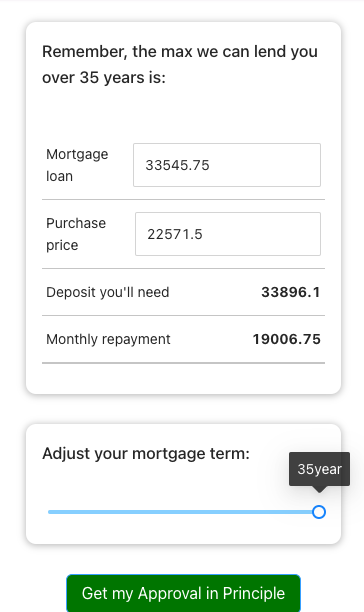 Remember, the max we can lend you
over 35 years is:
Mortgage
loan
33545.75
Purchase
price
22571.5
Deposit you'll need 33896.1
Monthly repayment 19006.75
Adjust your mortgage term:
35year
Get my Approval in Principle